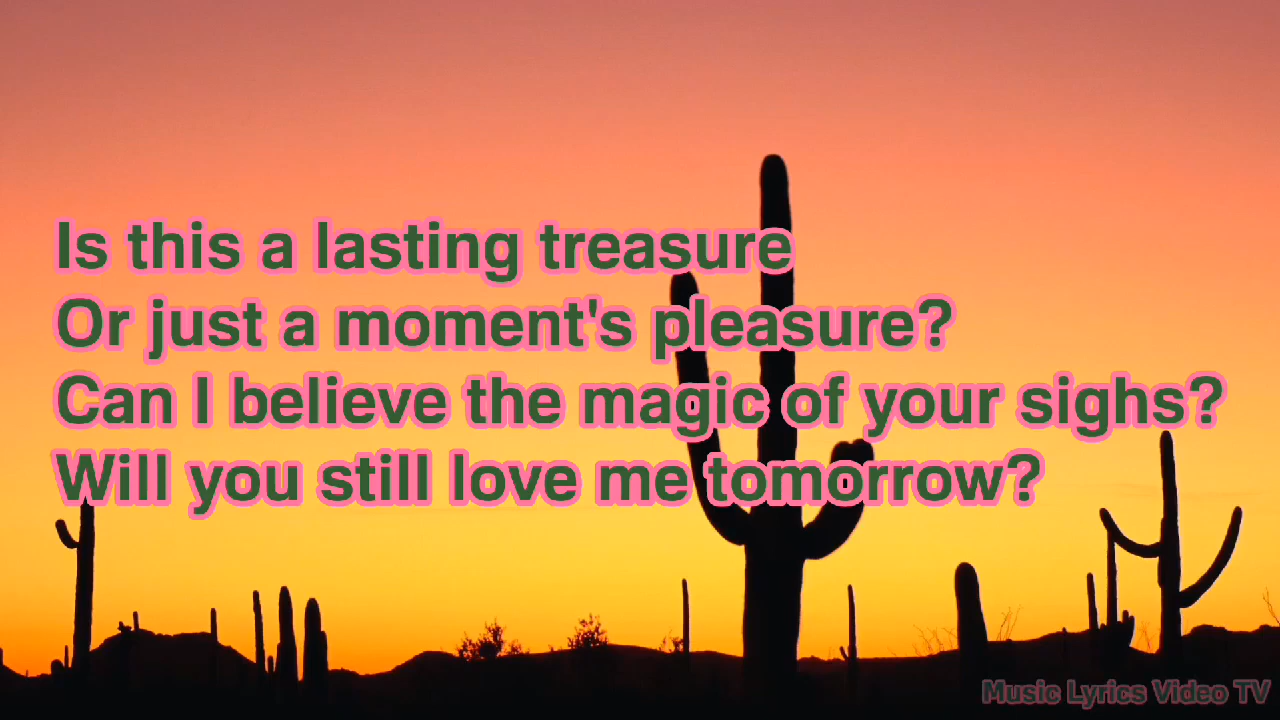 Is this a lasting treasure
Or just a moment's pleasure?
Can I believe the magic of your sighs?
Will you still love me tomorrow?
Music Lyrics Video TV